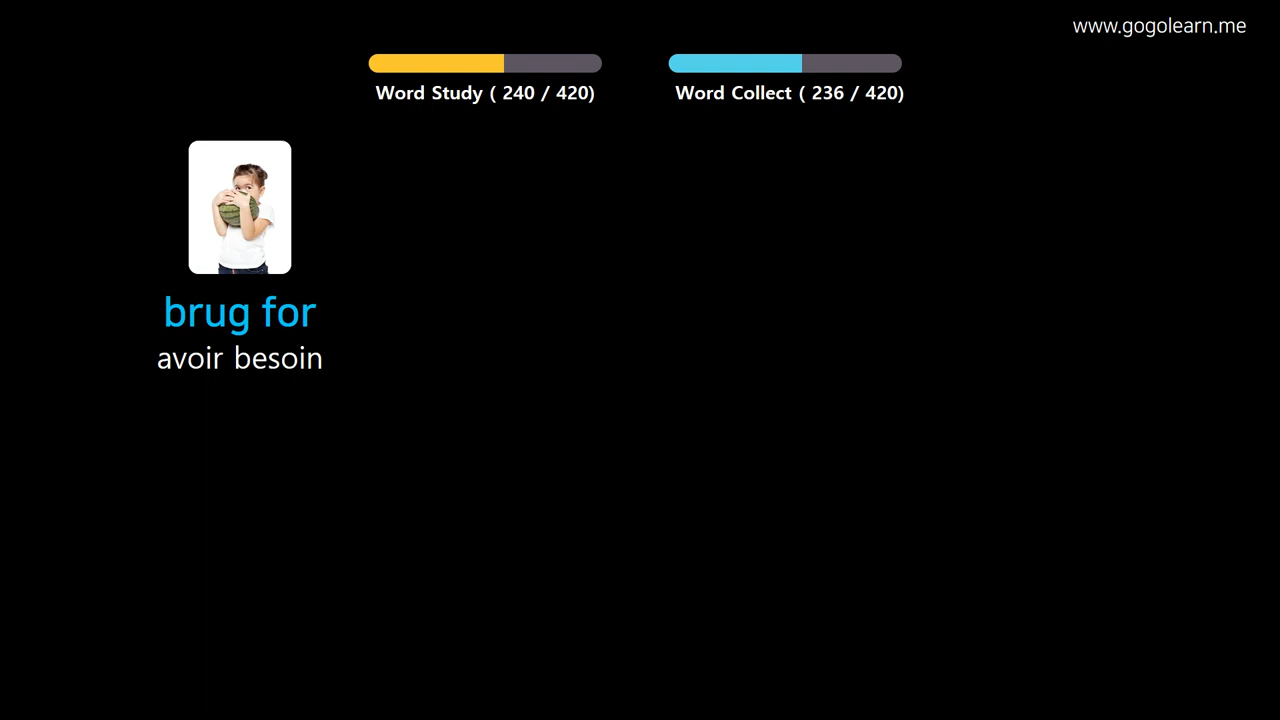 www.gogolearn.me
Word Study ( 240 / 420)
Word Collect ( 236 / 420)
brug for
avoir besoin